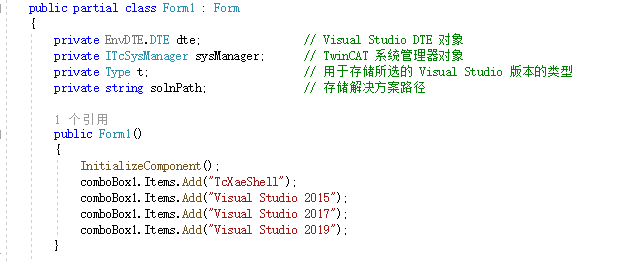 public partial class Form1 : Form
{
private EnvDTE.DTE dte; // Visual Studio DTE 对象
private ITcSysManager sysManager; // TwinCAT 系统管理器对象
private Type t; // 用于存储所选的 Visual Studio 版本的类型
private string solnPath; // 存储解决方案路径
1 个引用
public Form1()
{
InitializeComponent();
comboBox1.Items.Add("TcXaeShell");
comboBox1.Items.Add("Visual Studio 2015");
comboBox1.Items.Add("Visual Studio 2017");
comboBox1.Items.Add("Visual Studio 2019");
}